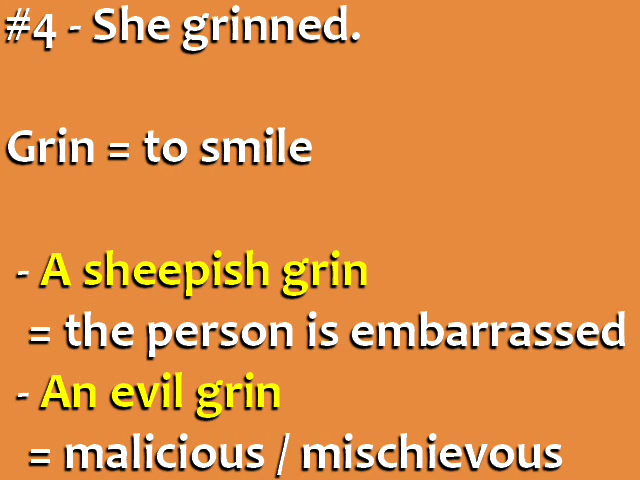 #4 - She grinned.
Grin = to smile
- A sheepish grin
= the person is embarrassed
- An evil grin
= malicious / mischievous